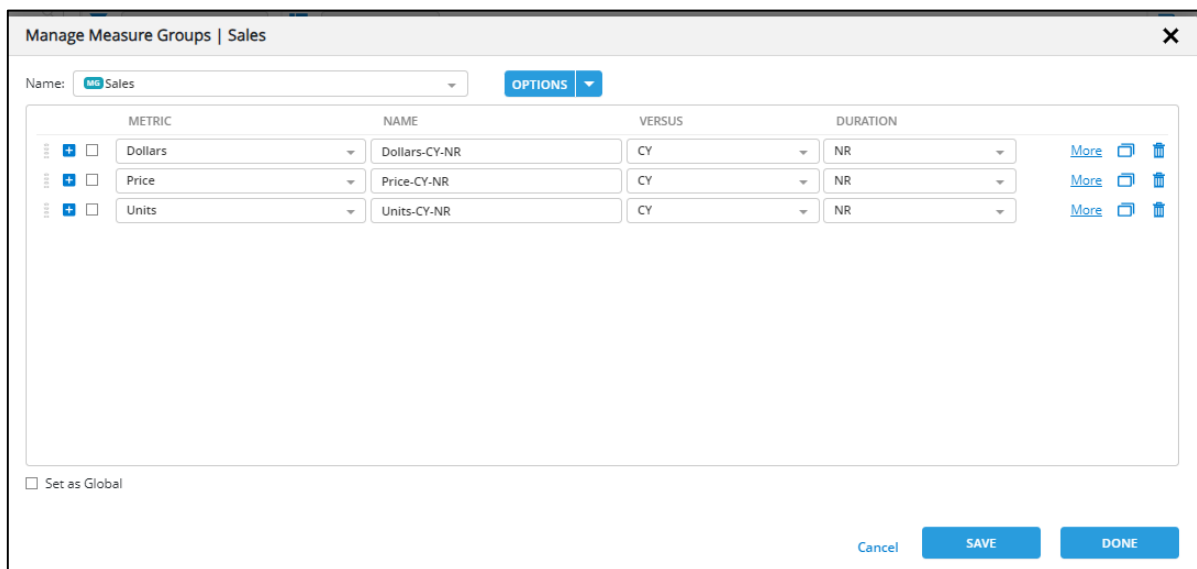 Manage Measure Groups | Sales
Name: MG Sales OPTIONS
METRIC NAME VERSUS DURATION
Dollars Dollars-CY-NR CY NR More
Price Price-CY-NR CY NR More
Units Units-CY-NR CY NR More
Set as Global
Cancel SAVE DONE